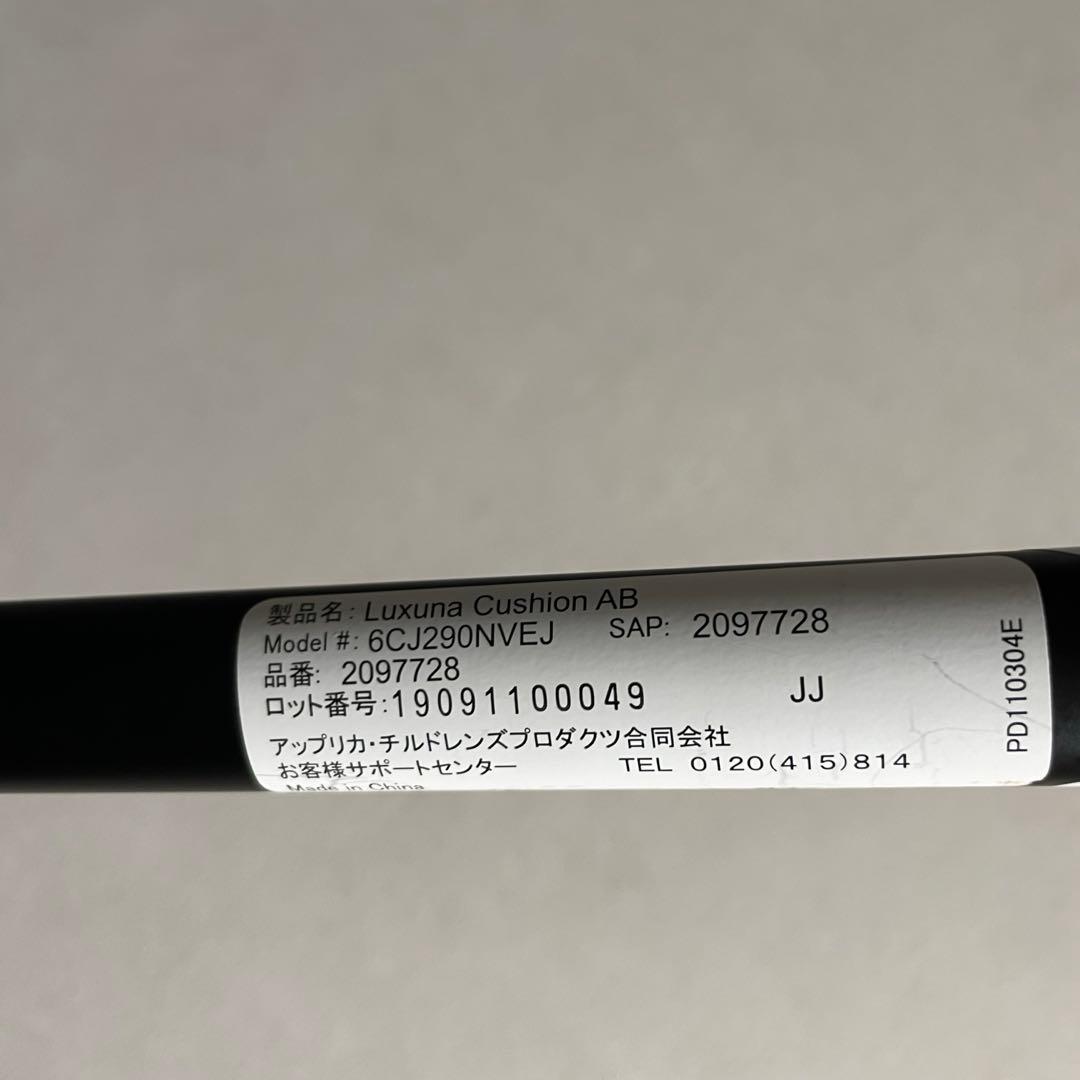 製品名: Luxuna Cushion AB
Model #: 6CJ290NVEJ SAP: 2097728
品番: 2097728
ロット番号:19091100049 JJ
アップリカ・チルドレンズプロダクツ合同会社
お客様サポートセンター TEL 0120(415)814
Made in China
PD110304E